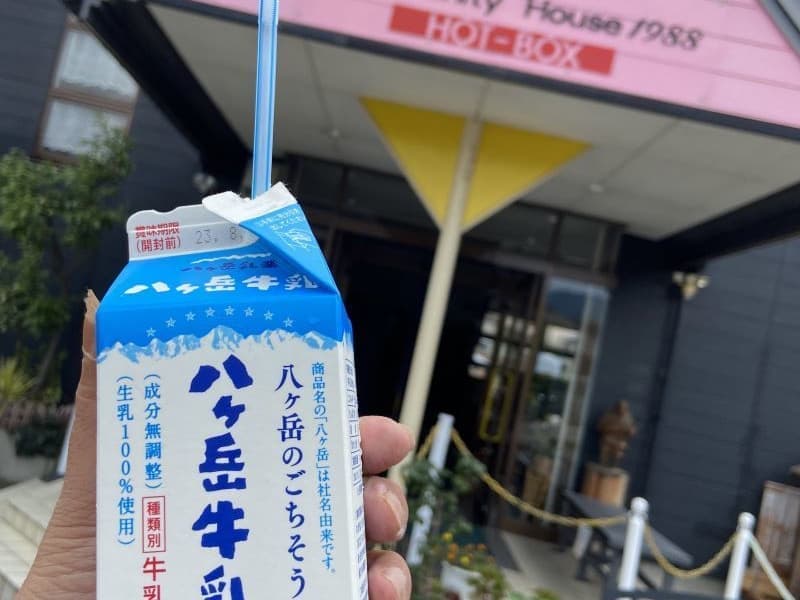 nity House 1988
HOT-BOX
賞味期限
(開封前)
23. 8.
八ヶ岳牛乳
商品名の「八ヶ岳」は社名由来です。
八ヶ岳のごちそう
八ヶ岳牛乳
(成分無調整)
(生乳100%使用)
種類別
牛乳